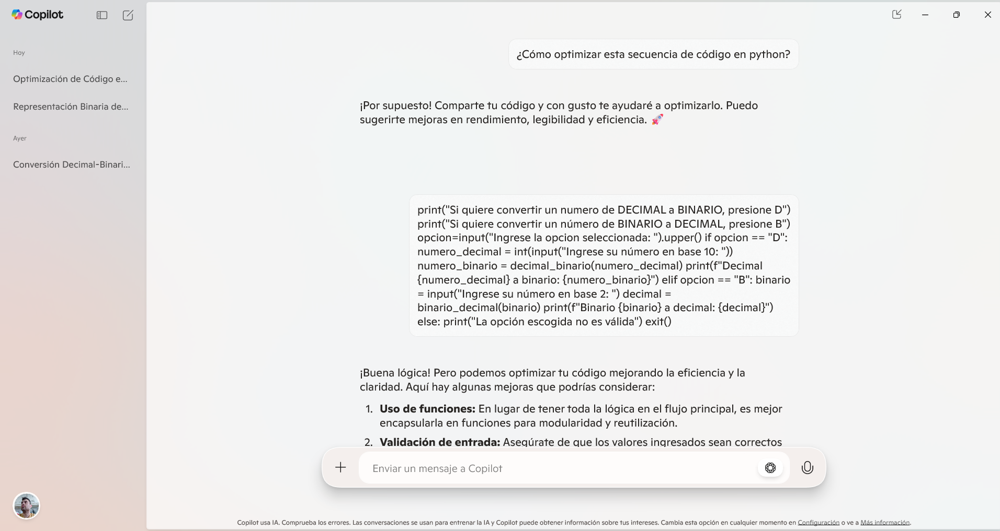 Copilot
Hoy
Optimización de Código e...
Representación Binaria de...
Ayer
Conversión Decimal-Binari...
¿Cómo optimizar esta secuencia de código en python?
¡Por supuesto! Comparte tu código y con gusto te ayudaré a optimizarlo. Puedo
sugerirte mejoras en rendimiento, legibilidad y eficiencia. 🚀
print("Si quiere convertir un numero de DECIMAL a BINARIO, presione D")
print("Si quiere convertir un número de BINARIO a DECIMAL, presione B")
opcion=input("Ingrese la opcion seleccionada: ").upper() if opcion == "D":
numero_decimal = int(input("Ingrese su número en base 10: "))
numero_binario = decimal_binario(numero_decimal) print(f"Decimal
{numero_decimal} a binario: {numero_binario}") elif opcion == "B": binario
= input("Ingrese su número en base 2: ") decimal =
binario_decimal(binario) print(f"Binario {binario} a decimal: {decimal}")
else: print("La opción escogida no es válida") exit()
¡Buena lógica! Pero podemos optimizar tu código mejorando la eficiencia y la
claridad. Aquí hay algunas mejoras que podrías considerar:
1. Uso de funciones: En lugar de tener toda la lógica en el flujo principal, es mejor
encapsularla en funciones para modularidad y reutilización.
2. Validación de entrada: Asegúrate de que los valores ingresados sean correctos
Enviar un mensaje a Copilot
Copilot usa IA. Comprueba los errores. Las conversaciones se usan para entrenar la IA y Copilot puede obtener información sobre tus intereses. Cambia esta opción en cualquier momento en Configuración o ve a Más información.